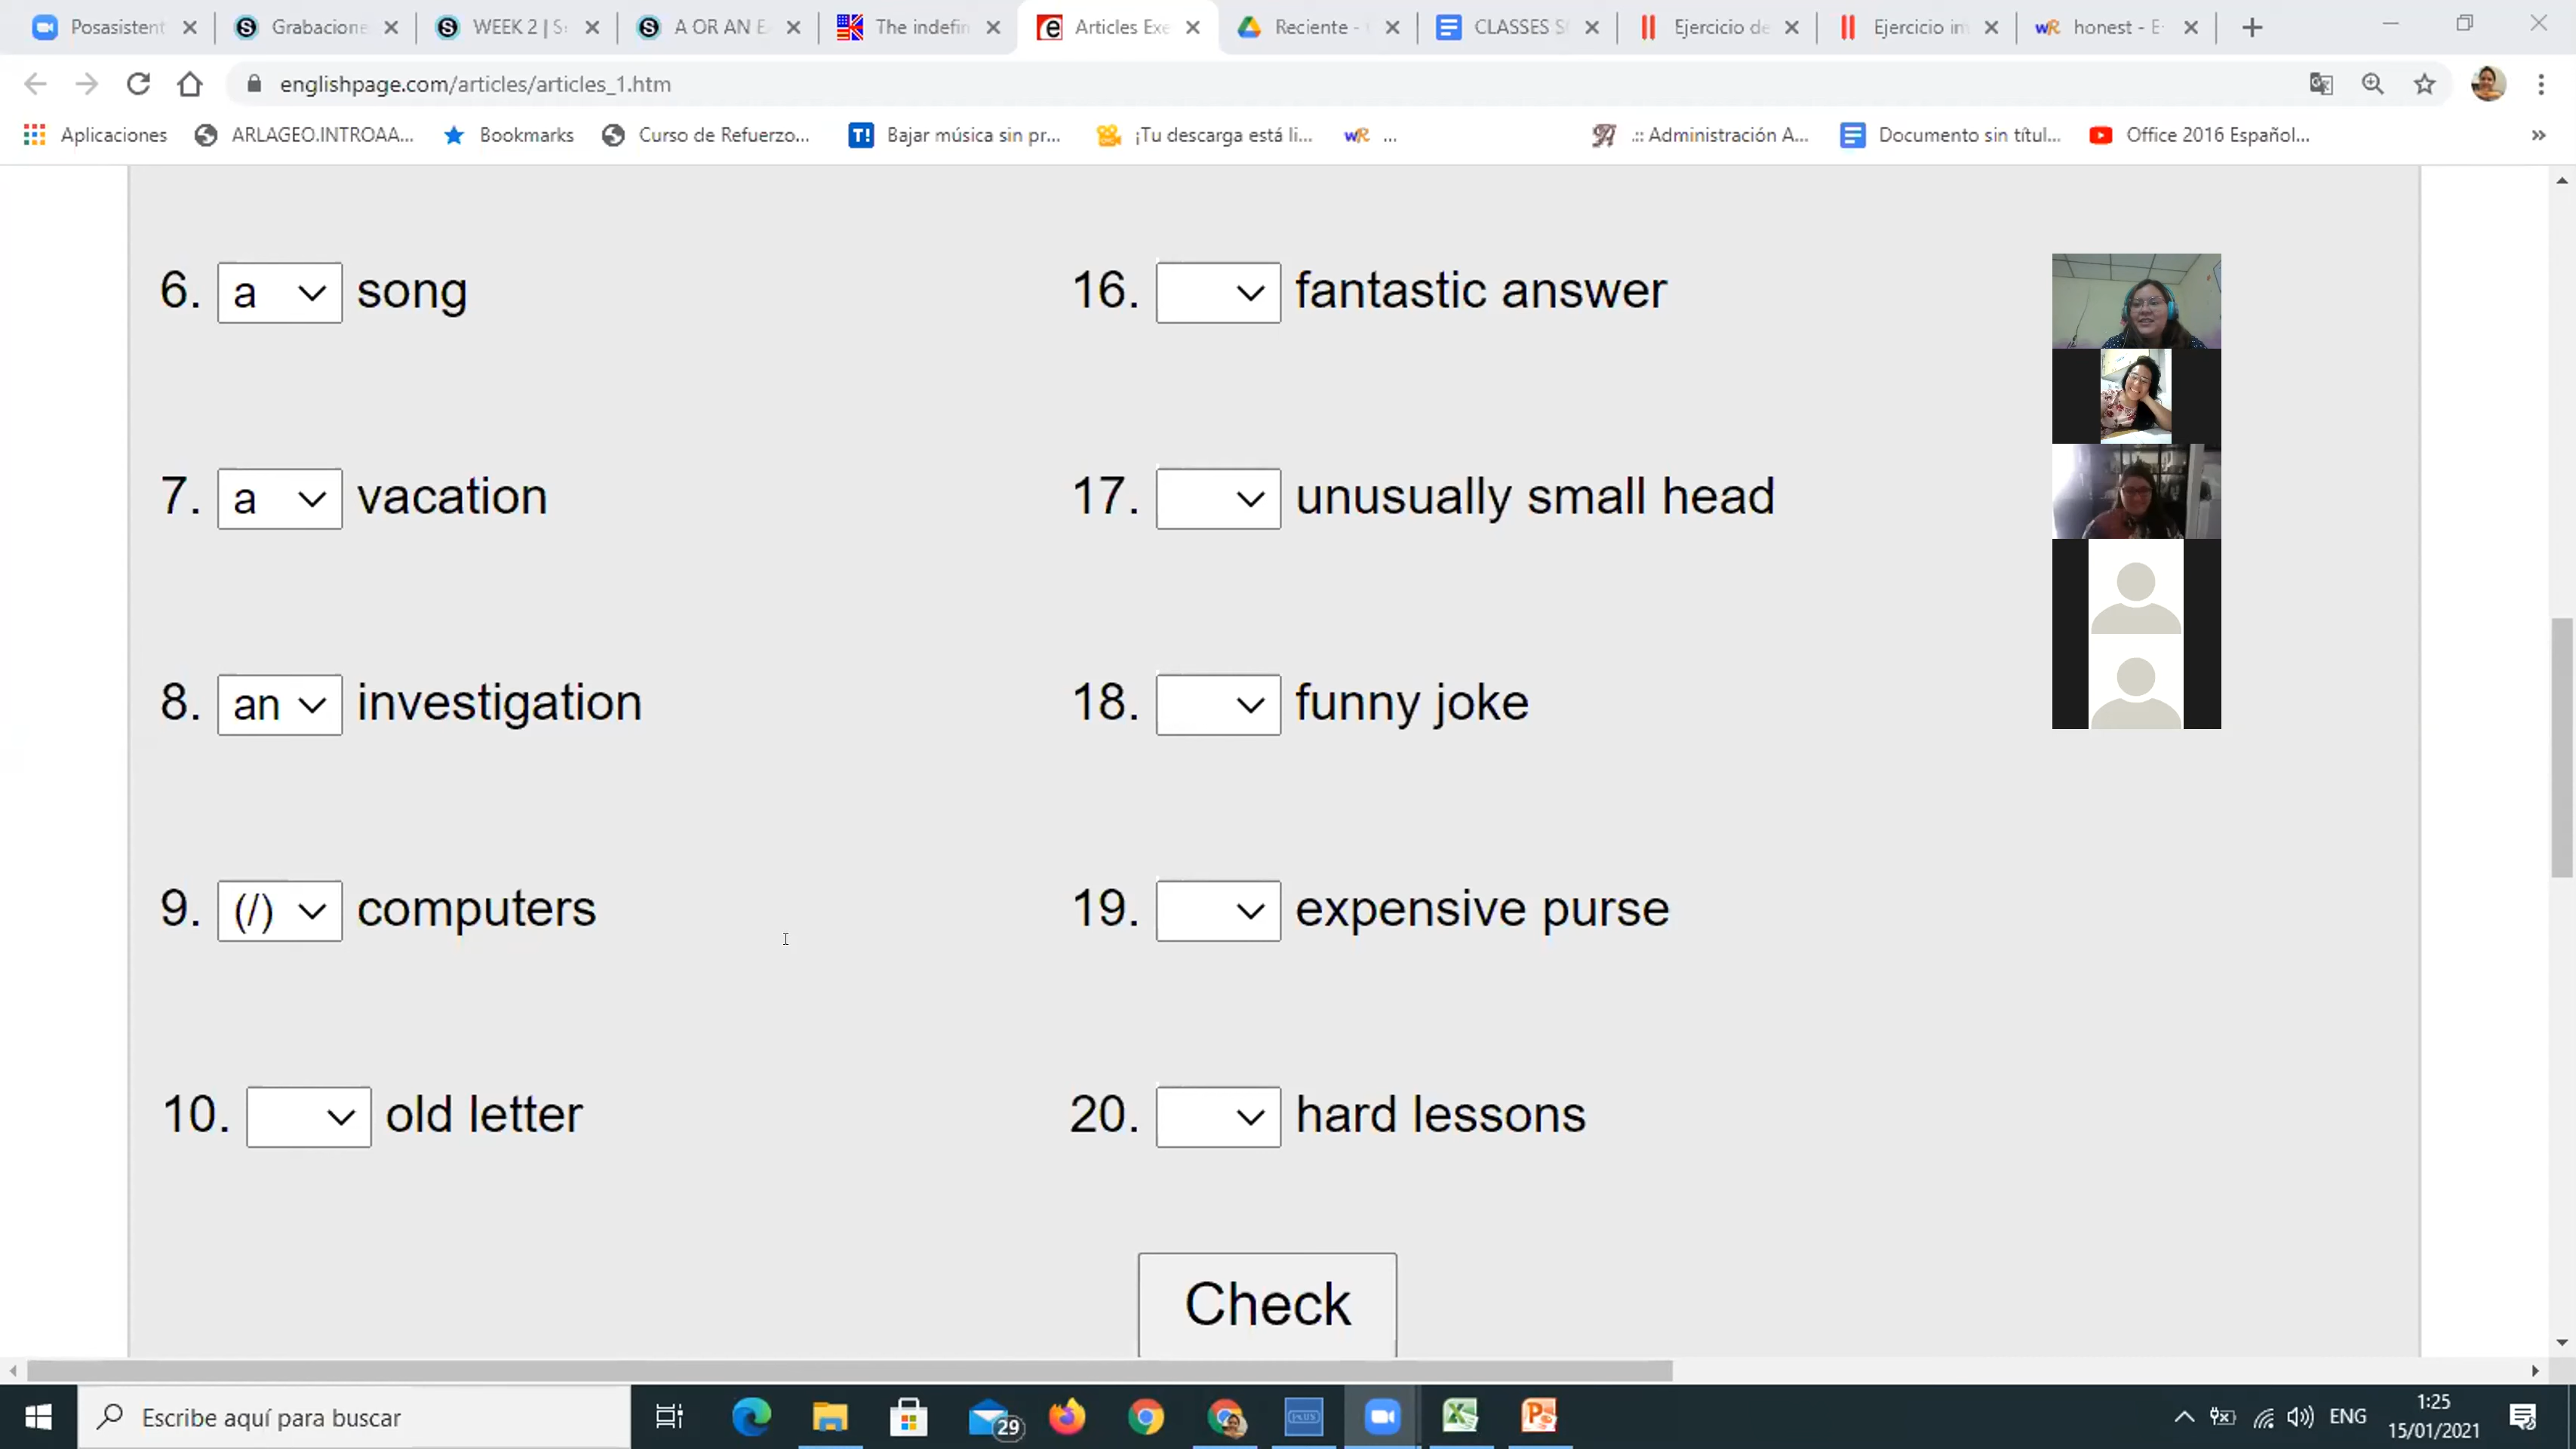 Posasistent
Grabacione
WEEK 2 | S
A OR AN E
The indefin
Articles Exe
Reciente -
CLASSES S
Ejercicio de
Ejercicio in
honest - E
englishpage.com/articles/articles_1.htm
Aplicaciones
ARLAGEO.INTROAA...
Bookmarks
Curso de Refuerzo...
Bajar música sin pr...
¡Tu descarga está li...
...
.:: Administración A...
Documento sin títul...
Office 2016 Español...
6. a song
7. a vacation
8. an investigation
9. (/) computers
10. old letter
16. fantastic answer
17. unusually small head
18. funny joke
19. expensive purse
20. hard lessons
Check
Escribe aquí para buscar
29
ENG
1:25
15/01/2021